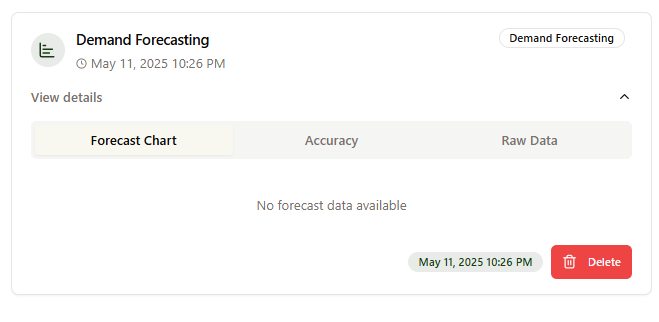 Demand Forecasting
Demand Forecasting
May 11, 2025 10:26 PM
View details
Forecast Chart Accuracy Raw Data
No forecast data available
May 11, 2025 10:26 PM Delete